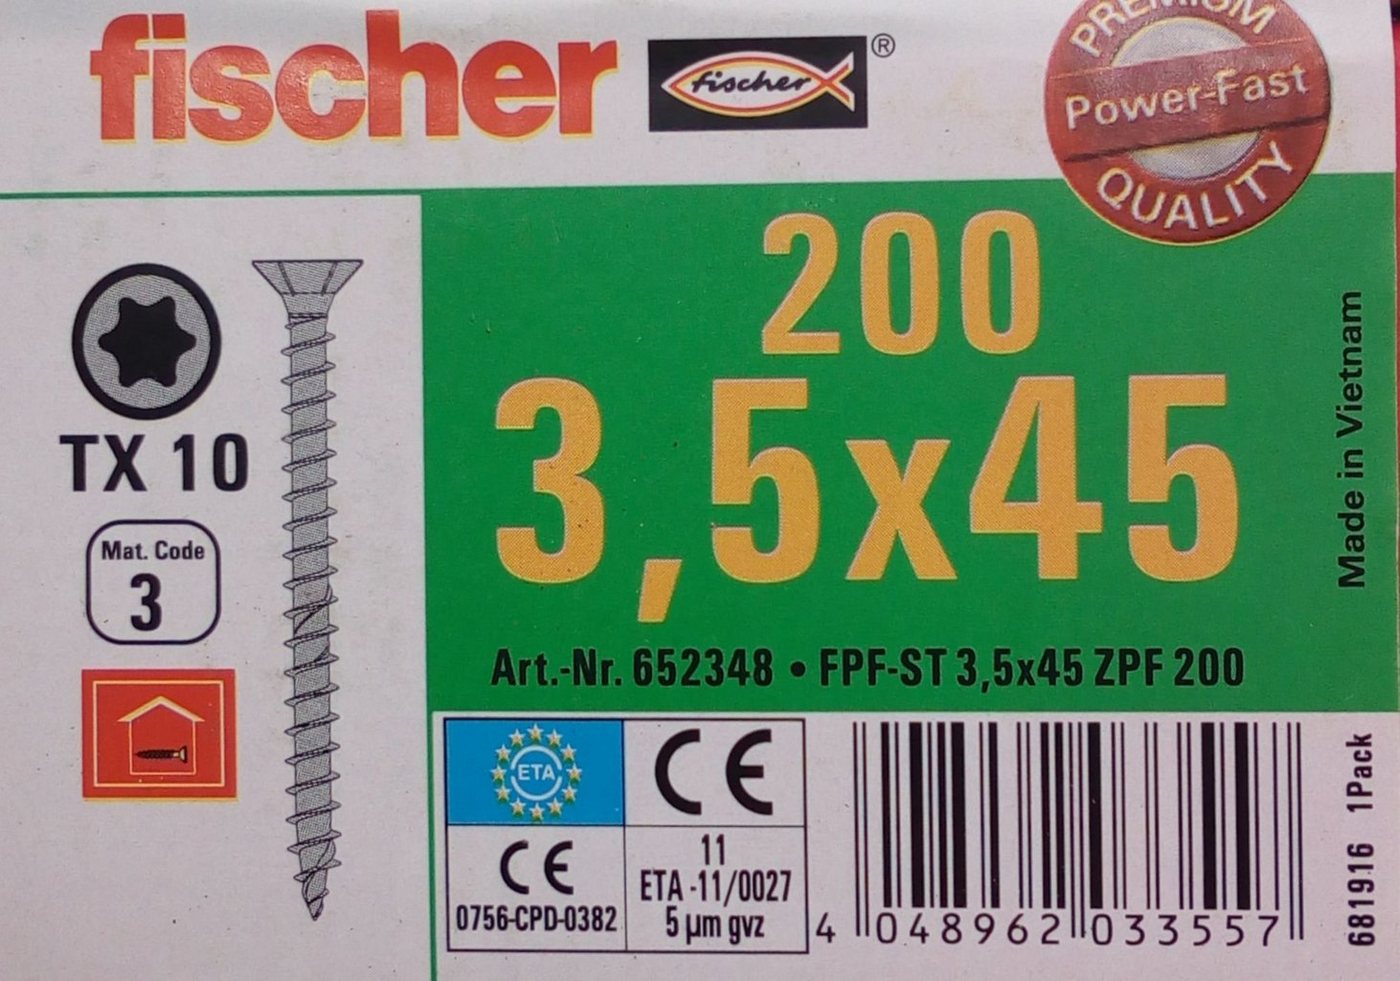 fischer
fischer ®
PREMIUM
Power-Fast
QUALITY
200
3,5x45
Made in Vietnam
TX 10
Mat. Code
3
Art.-Nr. 652348 • FPF-ST 3,5x45 ZPF 200
ETA
CE
CE
0756-CPD-0382
11
ETA -11/0027
5 µm gvz
4 048962 033557
681916 1Pack